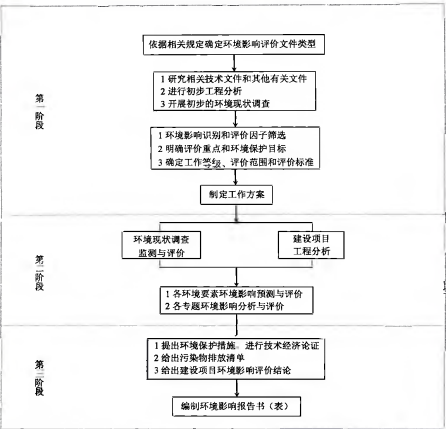 依据相关规定确定环境影响评价文件类型
1 研究相关技术文件和其他有关文件
2 进行初步工程分析
3 开展初步的环境现状调查
第一阶段
1 环境影响识别和评价因子筛选
2 明确评价重点和环境保护目标
3 确定工作等级、评价范围和评价标准
制定工作方案
环境现状调查
监测与评价
建设项目
工程分析
第二阶段
1 各环境要素环境影响预测与评价
2 各专题环境影响分析与评价
1 提出环境保护措施，进行技术经济论证
2 给出污染物排放清单
3 给出建设项目环境影响评价结论
第三阶段
编制环境影响报告书（表）